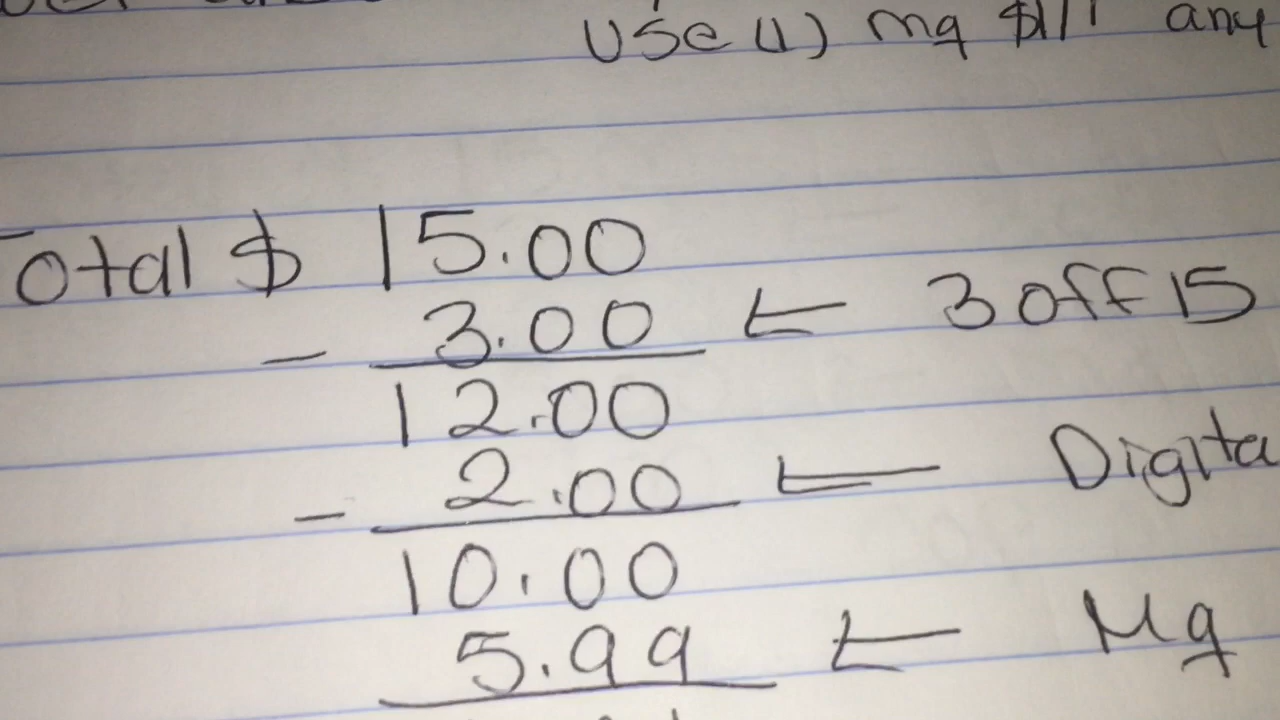 Use (1) mq $1/1 any
Total $ 15.00
- 3.00 ← 3 off 15
12.00
- 2.00 ← Digita
10.00
5.99 ← Mq